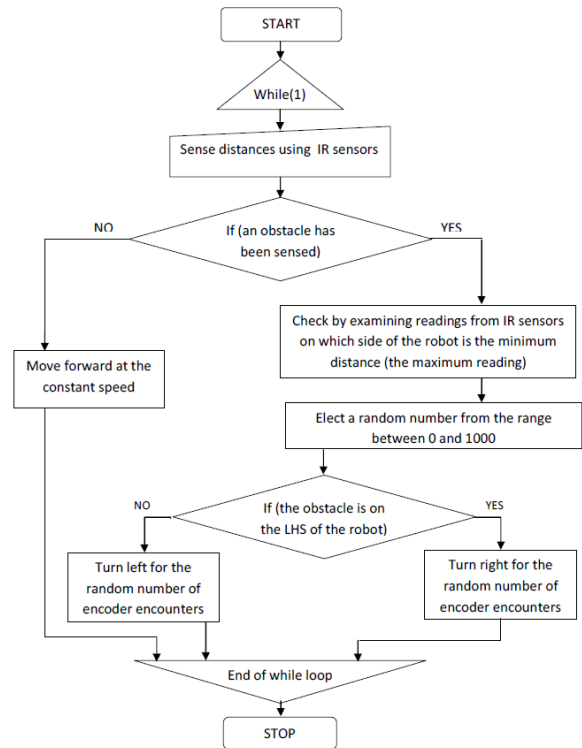 START
While(1)
Sense distances using IR sensors
NO
If (an obstacle has
been sensed)
YES
Check by examining readings from IR sensors
on which side of the robot is the minimum
distance (the maximum reading)
Move forward at the
constant speed
Elect a random number from the range
between 0 and 1000
NO
If (the obstacle is on
the LHS of the robot)
YES
Turn left for the
random number of
encoder encounters
Turn right for the
random number of
encoder encounters
End of while loop
STOP